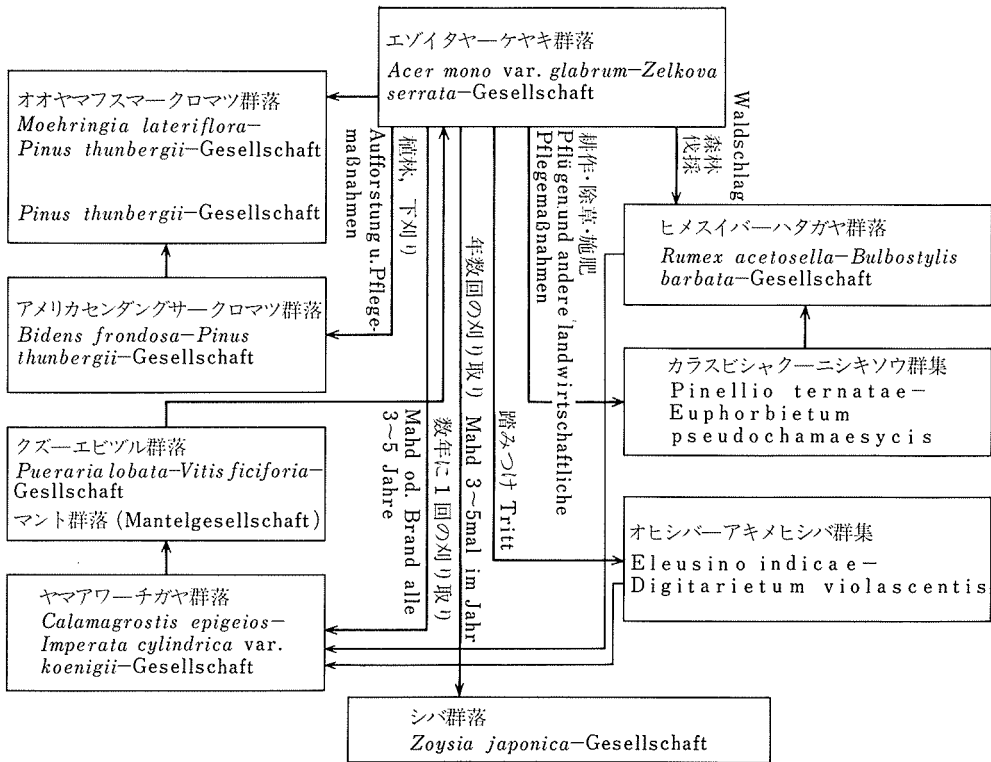 エゾイタヤーケヤキ群落
Acer mono var. glabrum–Zelkova
serrata–Gesellschaft
オオヤマフスマークロマツ群落
Moehringia lateriflora–
Pinus thunbergii–Gesellschaft
Pinus thunbergii–Gesellschaft
アメリカセンダングサークロマツ群落
Bidens frondosa–Pinus
thunbergii–Gesellschaft
クズーエビヅル群落
Pueraria lobata–Vitis ficiforia–
Gesllschaft
マント群落 (Mantelgesellschaft)
ヤマアワーチガヤ群落
Calamagrostis epigeios–
Imperata cylindrica var.
koenigii–Gesellschaft
植林, 下刈り
Aufforstung u. Pflege-
maßnahmen
数年に1回の刈り取り
Mahd od. Brand alle
3~5 Jahre
年数回の刈り取り Mahd 3~5mal im Jahr
踏みつけ Tritt
耕作・除草・施肥
Pflügen und andere landwirtschaftliche
Pflegemaßnahmen
Waldschlag
森林
伐採
ヒメスイバーハタガヤ群落
Rumex acetosella–Bulbostylis
barbata–Gesellschaft
カラスビシャクーニシキソウ群集
Pinellio ternatae–
Euphorbietum
pseudochamaesycis
オヒシバーアキメヒシバ群集
Eleusino indicae–
Digitarietum violascentis
シバ群落
Zoysia japonica–Gesellschaft